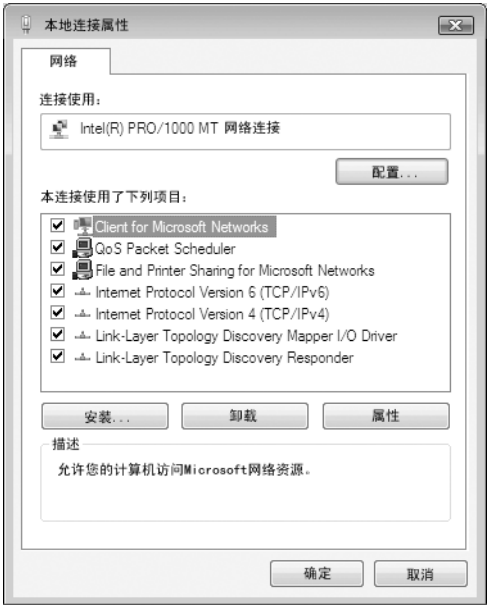 本地连接属性
网络
连接使用：
Intel(R) PRO/1000 MT 网络连接
配置...
本连接使用了下列项目：
Client for Microsoft Networks
QoS Packet Scheduler
File and Printer Sharing for Microsoft Networks
Internet Protocol Version 6 (TCP/IPv6)
Internet Protocol Version 4 (TCP/IPv4)
Link-Layer Topology Discovery Mapper I/O Driver
Link-Layer Topology Discovery Responder
安装... 卸载 属性
描述
允许您的计算机访问Microsoft网络资源。
确定 取消